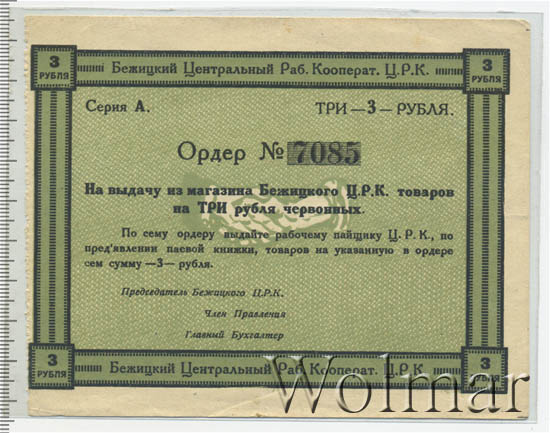 3 РУБЛЯ
Бежицкий Центральный Раб. Кооперат. Ц.Р.К.
3 РУБЛЯ
Серия А.
ТРИ —3— РУБЛЯ.
Ордер № 7085
На выдачу из магазина Бежицкого Ц.Р.К. товаров
на ТРИ рубля червонных.
По сему ордеру выдайте рабочему пайщику Ц.Р.К., по
пред'явлении паевой книжки, товаров на указанную в ордере
сем сумму —3— рубля.
Председатель Бежицкого Ц.Р.К.
Член Правления
Главный Бухгалтер
3 РУБЛЯ
Бежицкий Центральный Раб. Кооперат. Ц.Р.К.
3 РУБЛЯ
Wolmar